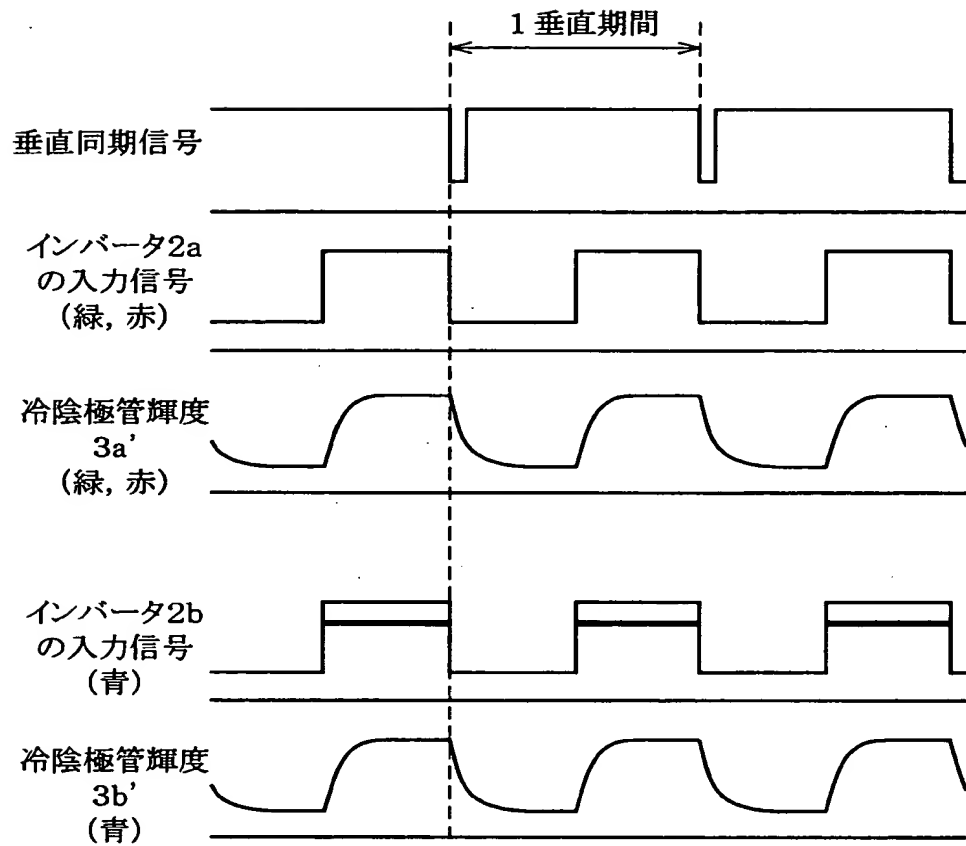 1 垂直期間
垂直同期信号
インバータ2a
の入力信号
(緑, 赤)
冷陰極管輝度
3a'
(緑, 赤)
インバータ2b
の入力信号
(青)
冷陰極管輝度
3b'
(青)